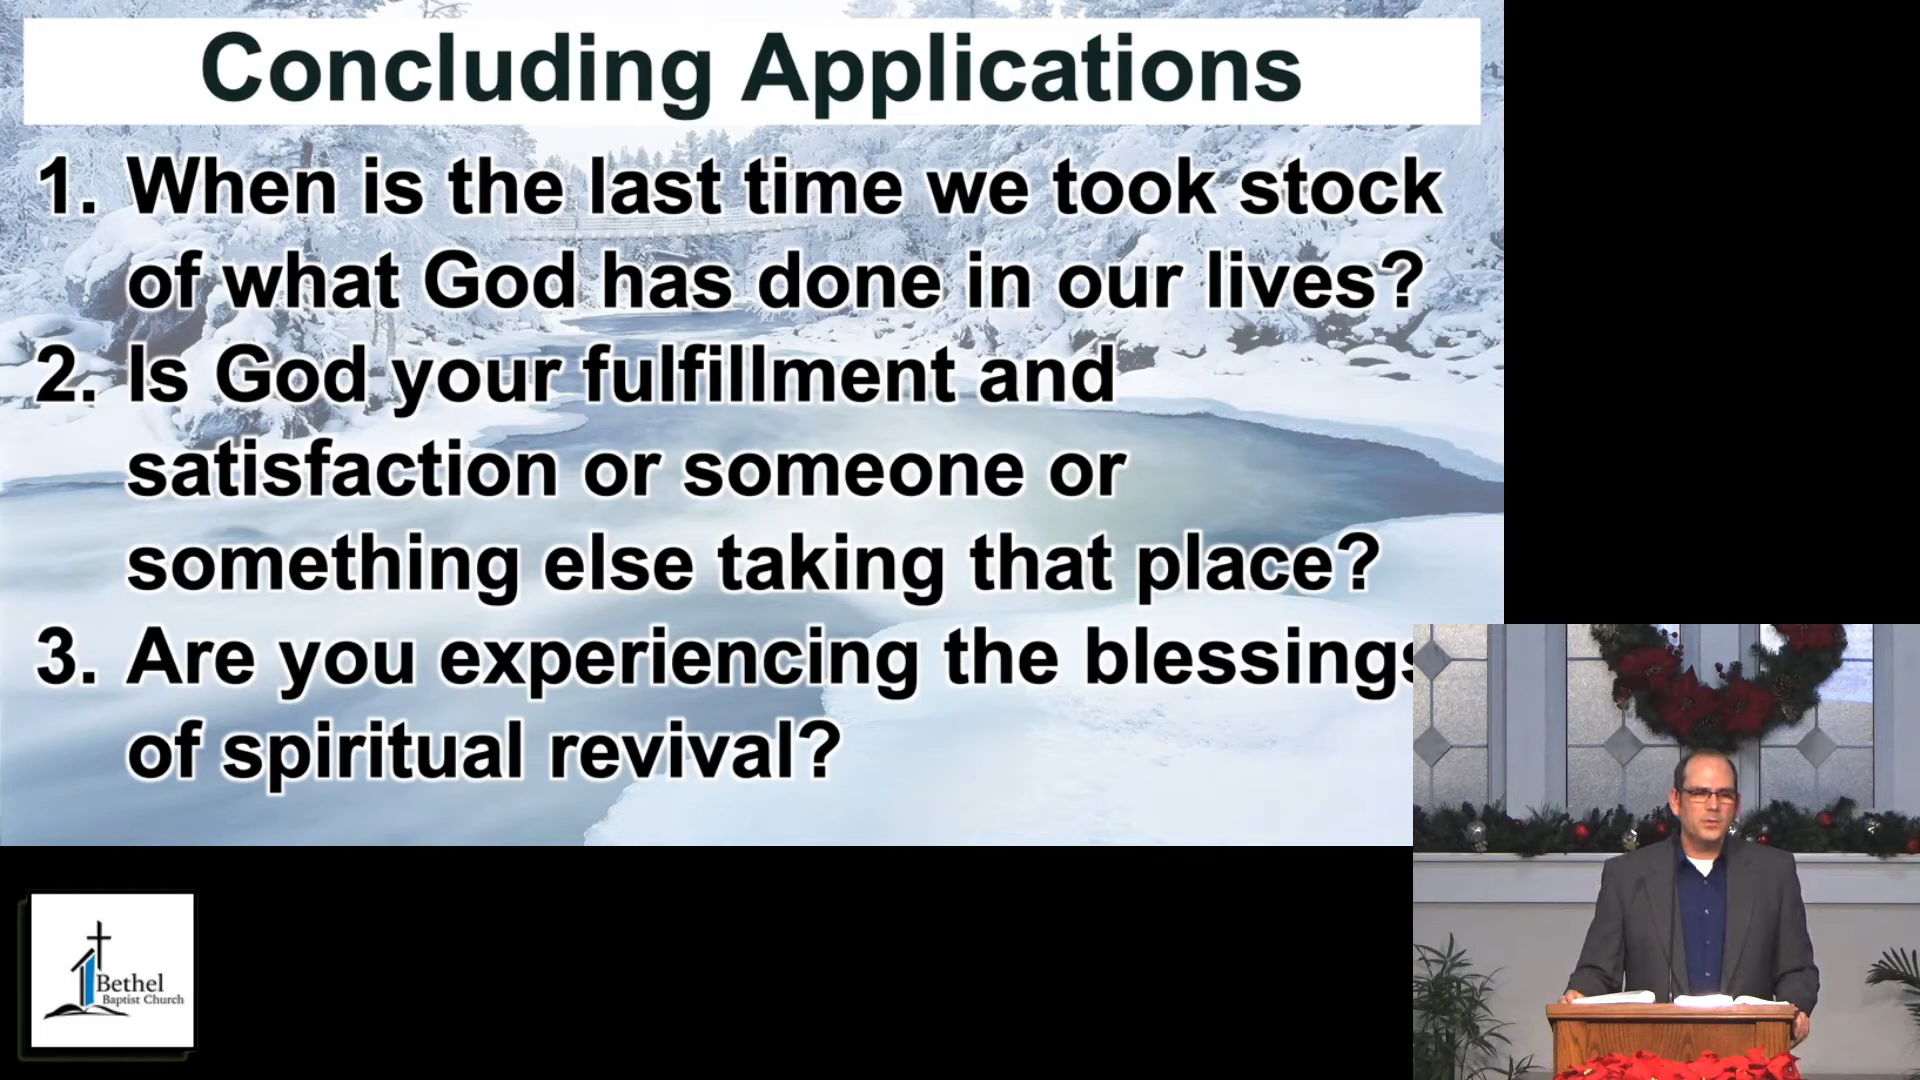 Concluding Applications
1. When is the last time we took stock
of what God has done in our lives?
2. Is God your fulfillment and
satisfaction or someone or
something else taking that place?
3. Are you experiencing the blessings
of spiritual revival?
Bethel
Baptist Church